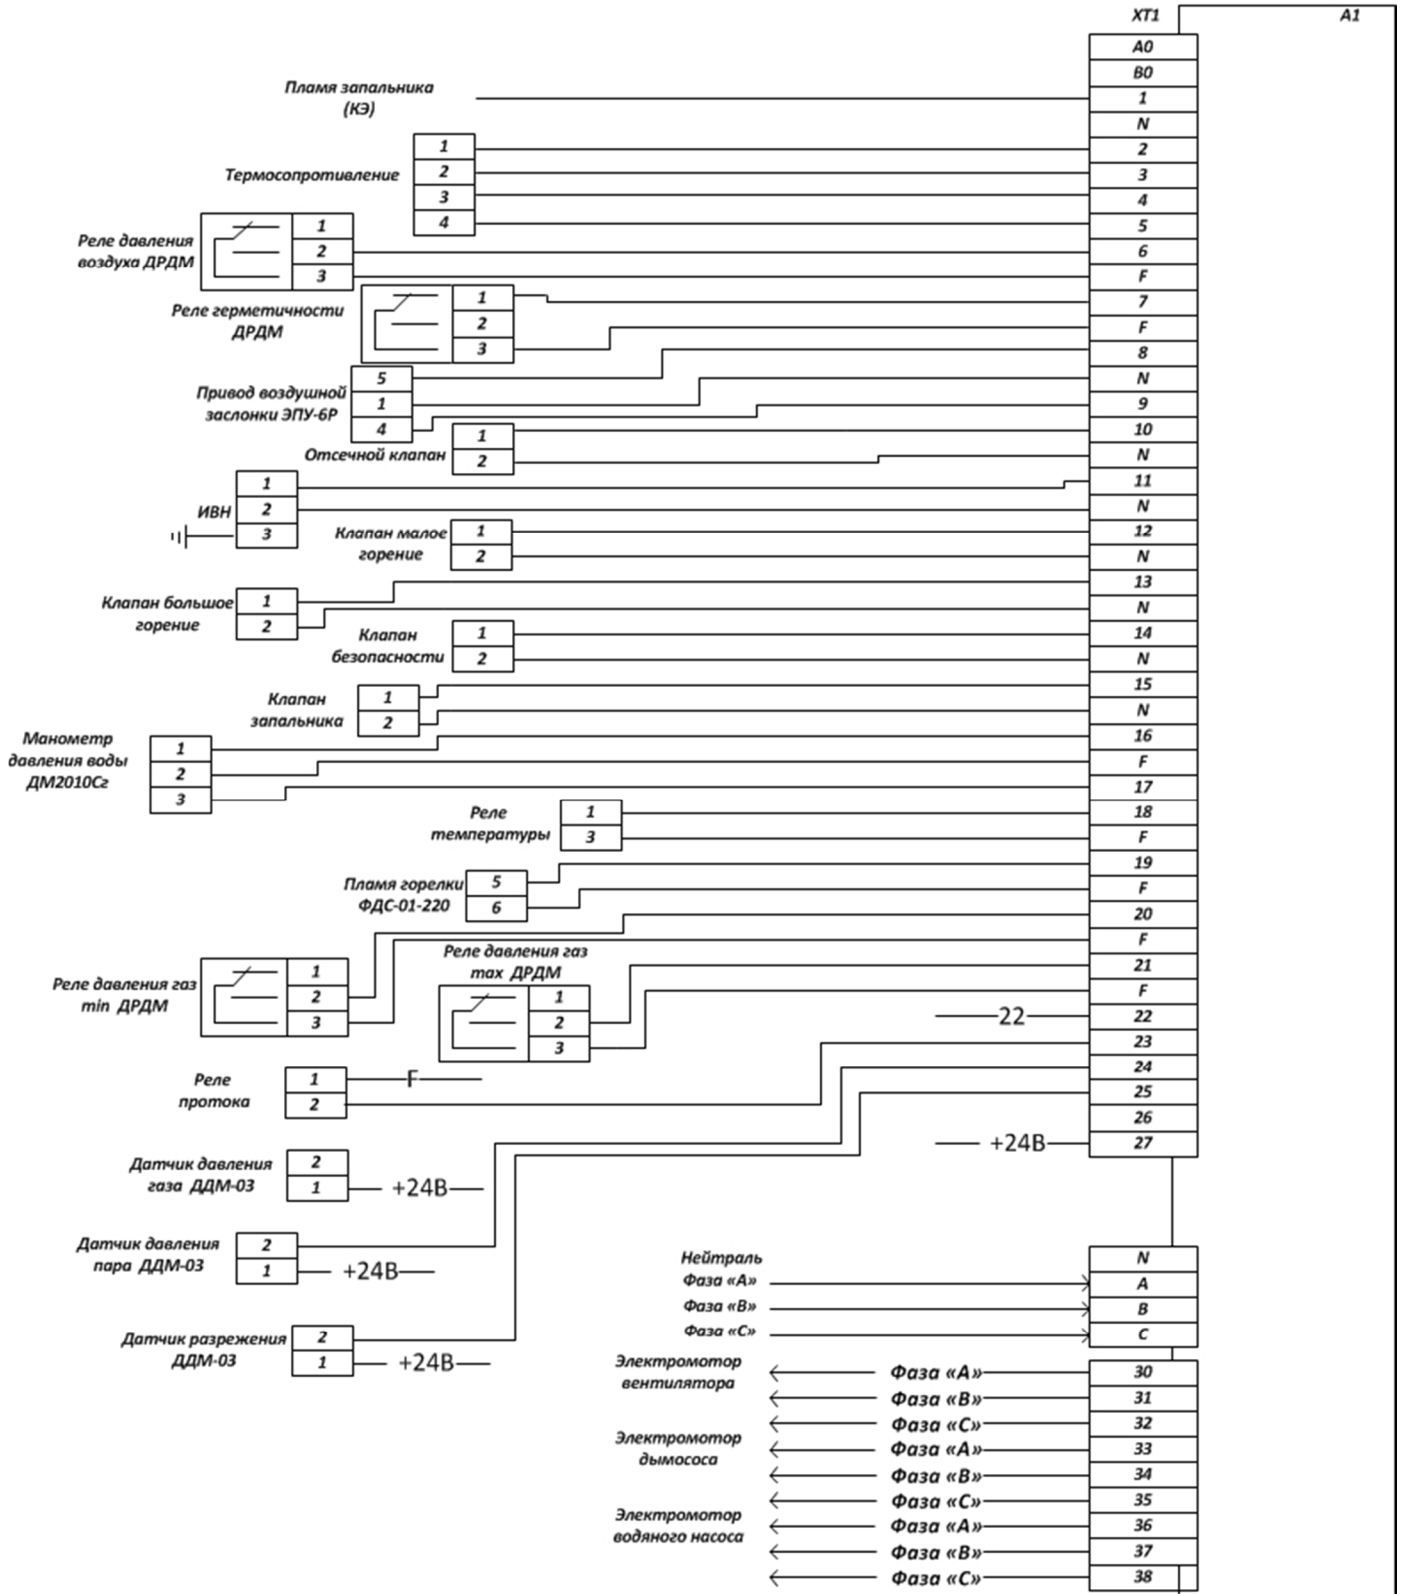 XT1
A1
A0
B0
Пламя запальника
(КЭ)
1
N
1
2
2
3
Термосопротивление
3
4
4
5
Реле давления
воздуха ДРДМ
1
2
6
3
F
Реле герметичности
ДРДМ
1
7
2
F
3
8
Привод воздушной
заслонки ЭПУ-6Р
5
N
1
9
4
10
Отсечной клапан
1
2
N
ИВН
1
11
2
N
3
Клапан малое
горение
1
12
2
N
13
Клапан большое
горение
1
2
N
Клапан
безопасности
1
14
2
N
15
Клапан
запальника
1
2
N
Манометр
давления воды
ДМ2010Сг
1
16
2
F
3
17
Реле
температуры
1
18
3
F
19
Пламя горелки
ФДС-01-220
5
6
F
20
F
Реле давления газ
max ДРДМ
21
Реле давления газ
min ДРДМ
1
2
3
1
2
3
F
22
22
23
24
Реле
протока
1
F
2
25
26
+24В
27
Датчик давления
газа ДДМ-03
2
1
+24В
Датчик давления
пара ДДМ-03
2
1
+24В
Нейтраль
N
Фаза «А»
A
Фаза «В»
B
Фаза «С»
C
Датчик разрежения
ДДМ-03
2
1
+24В
Электромотор
вентилятора
Фаза «А»
30
Фаза «В»
31
Фаза «С»
32
Электромотор
дымососа
Фаза «А»
33
Фаза «В»
34
Фаза «С»
35
Электромотор
водяного насоса
Фаза «А»
36
Фаза «В»
37
Фаза «С»
38